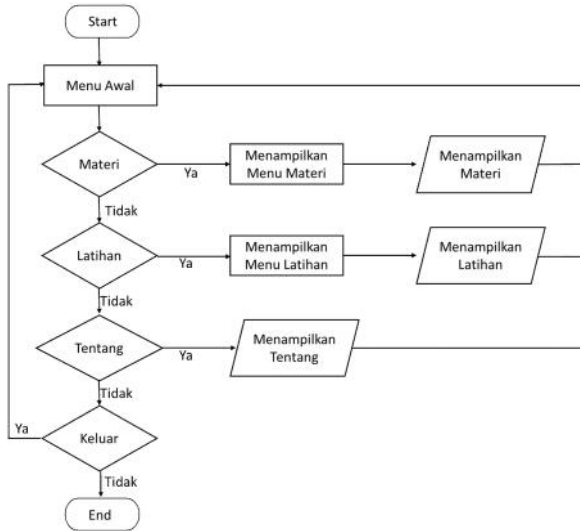 Start
Menu Awal
Materi
Ya
Menampilkan
Menu Materi
Menampilkan
Materi
Tidak
Latihan
Ya
Menampilkan
Menu Latihan
Menampilkan
Latihan
Tidak
Tentang
Ya
Menampilkan
Tentang
Tidak
Ya
Keluar
Tidak
End